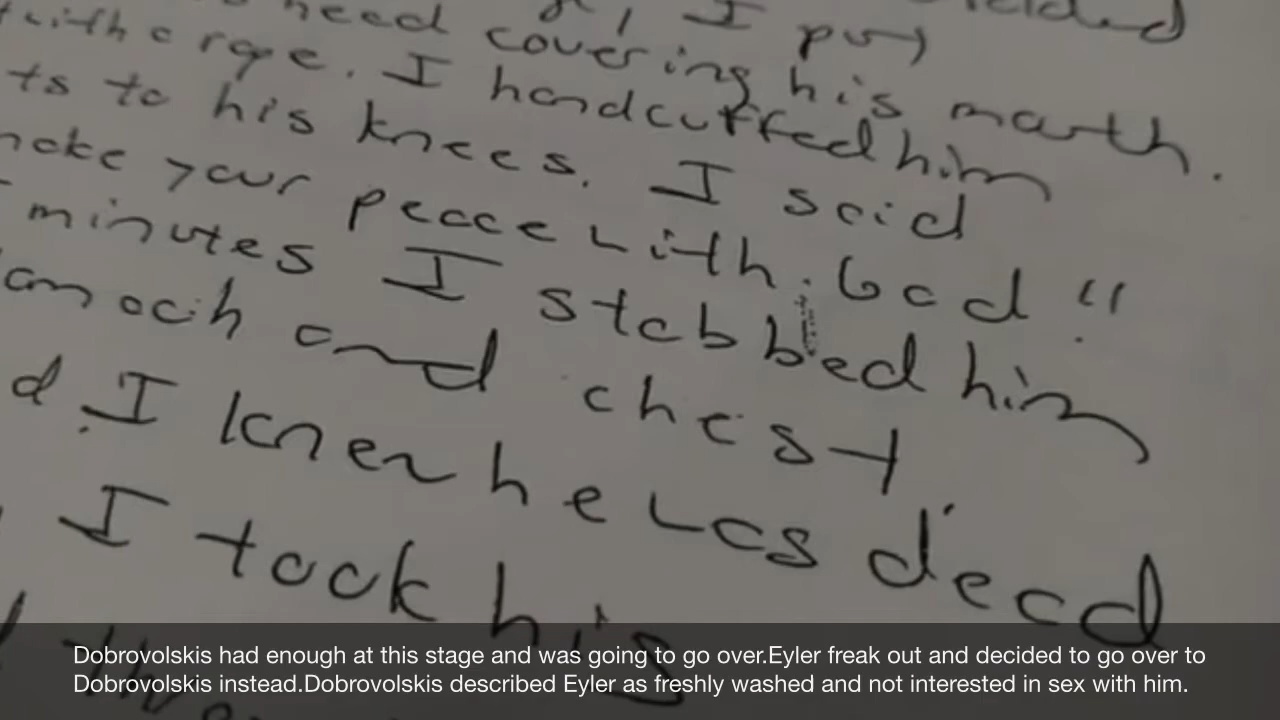 head covering his mouth.
with a rope. I handcuffed him
ts to his knees. I said
make your peace with God"
minutes I stabbed him
and chest
d. I knew he was dead
I took his
Dobrovolskis had enough at this stage and was going to go over.Eyler freak out and decided to go over to
Dobrovolskis instead.Dobrovolskis described Eyler as freshly washed and not interested in sex with him.